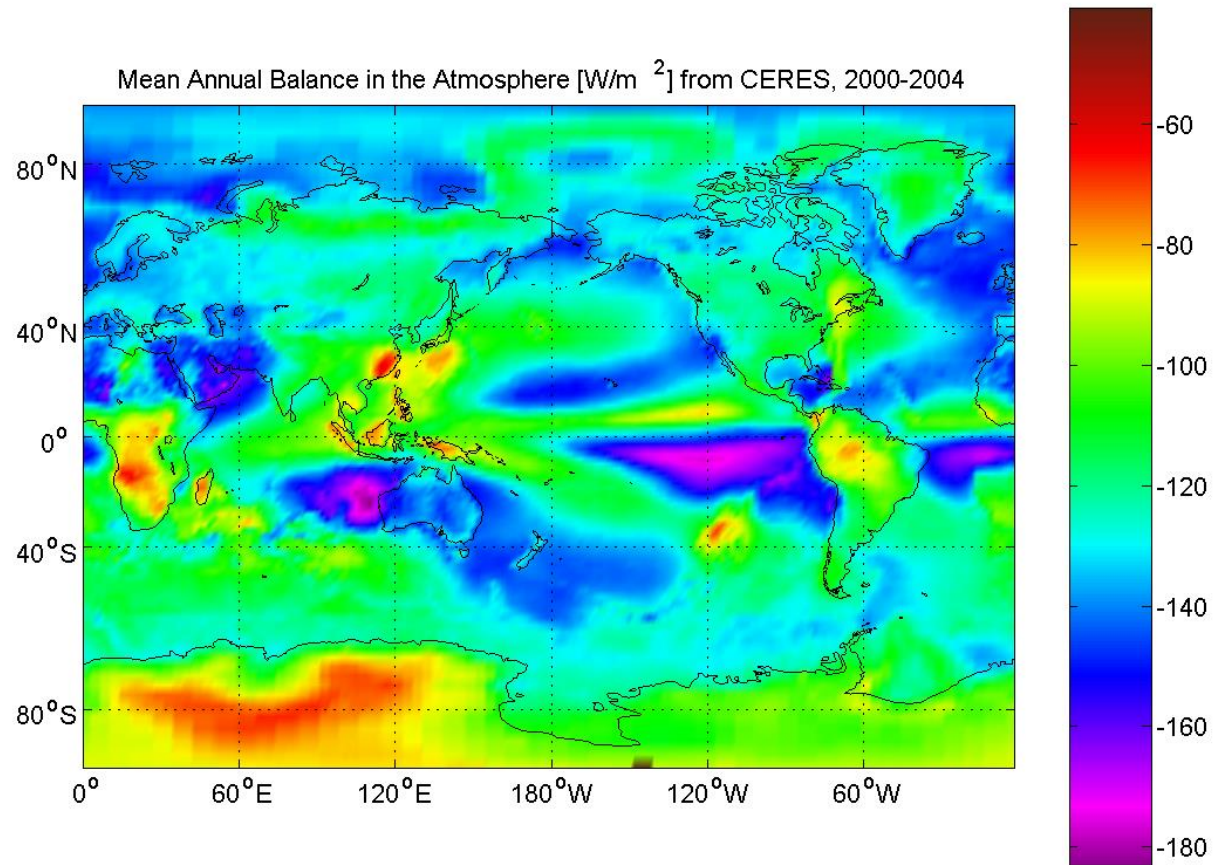 Mean Annual Balance in the Atmosphere [W/m 2] from CERES, 2000-2004
80°N
40°N
0°
40°S
80°S
0°
60°E
120°E
180°W
120°W
60°W
-60
-80
-100
-120
-140
-160
-180